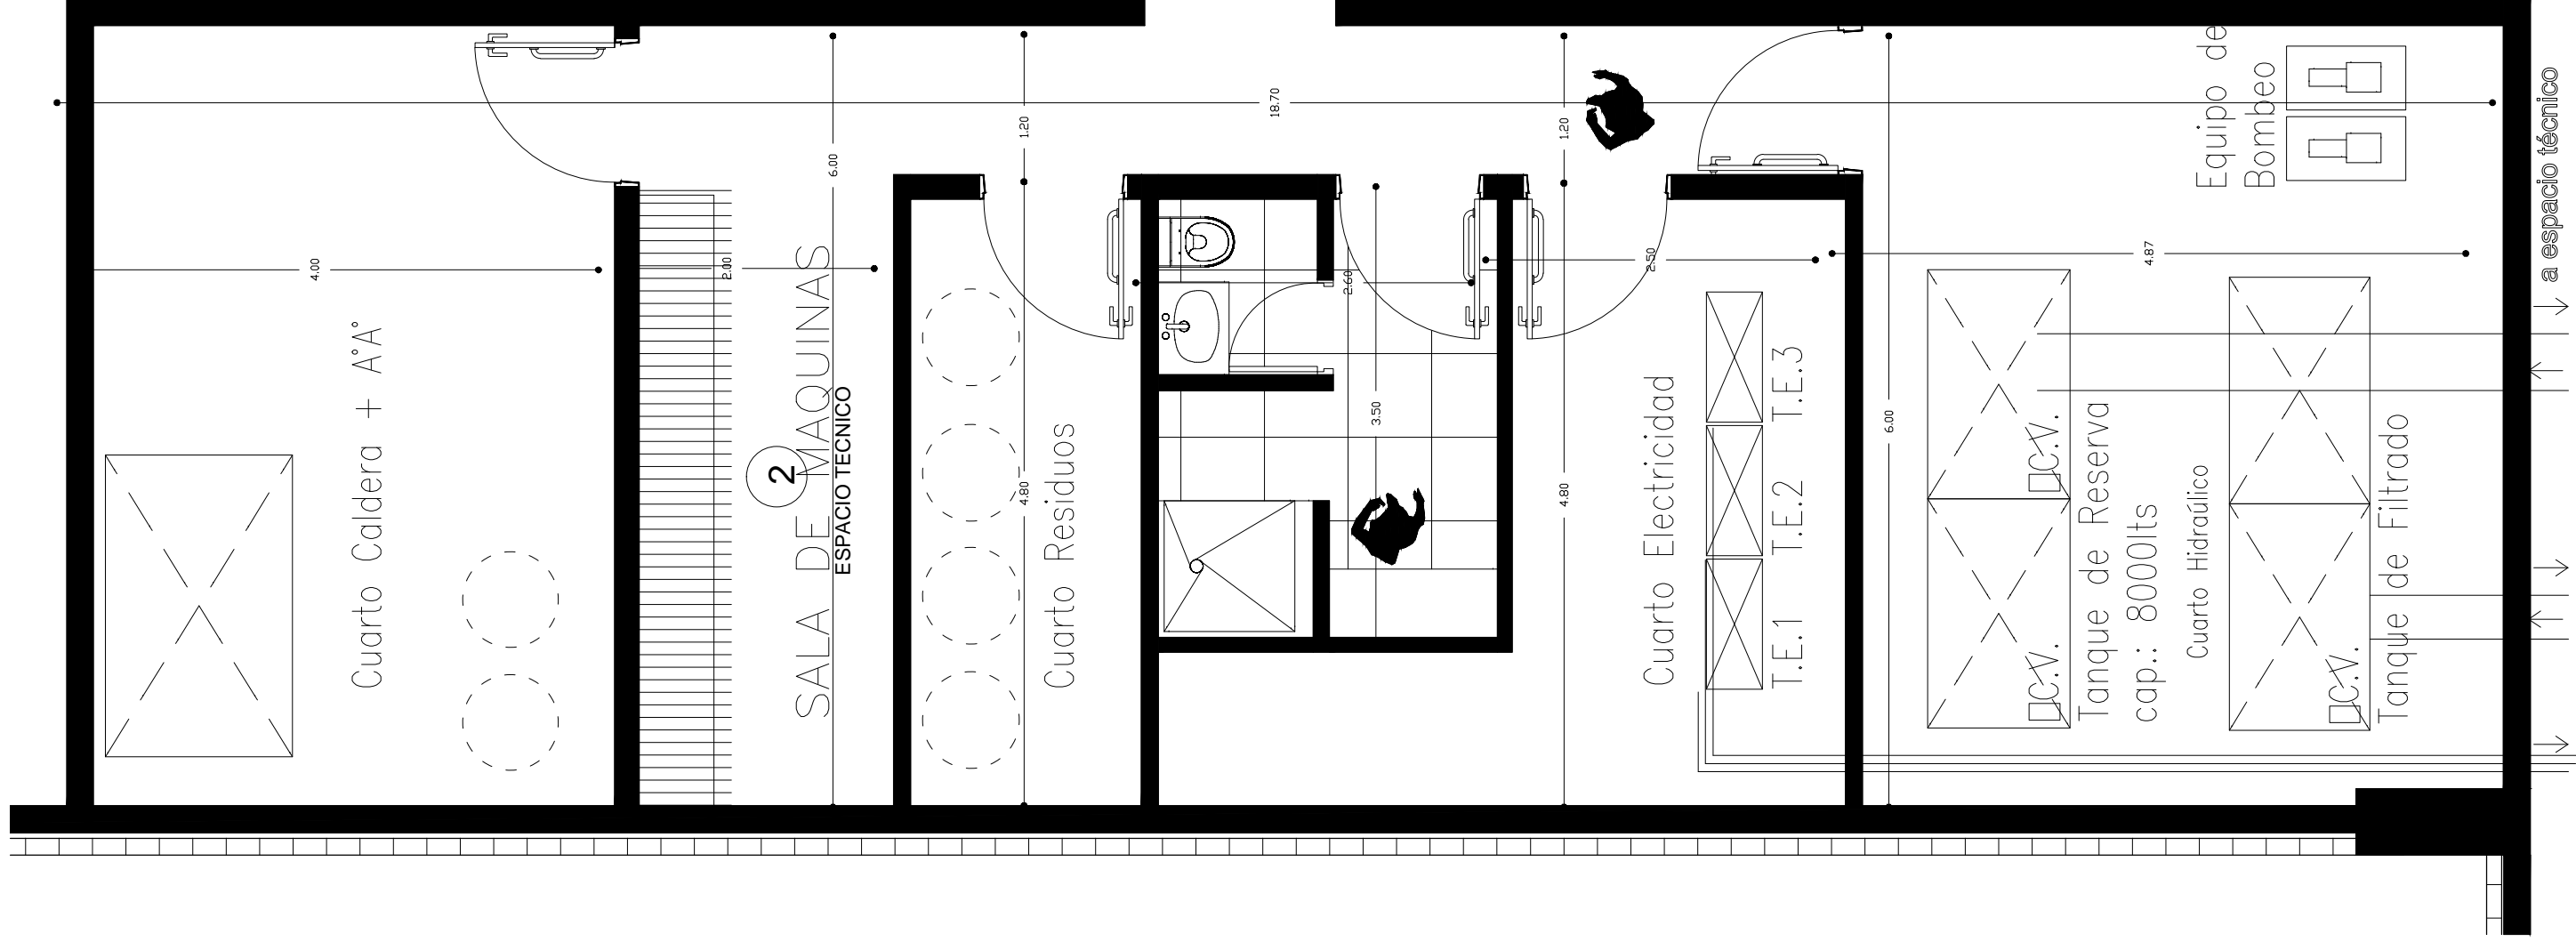 Cuarto Caldera + A°A°
4.00
2.00
2
SALA DE MAQUINAS
ESPACIO TECNICO
6.00
1.20
4.80
Cuarto Residuos
18.70
2.60
3.50
1.20
4.80
2.50
Cuarto Electricidad
T.E.1
T.E.2
T.E.3
6.00
4.87
C.V.
C.V.
Tanque de Reserva
cap.: 8000lts
Cuarto Hidraúlico
C.V.
Tanque de Filtrado
Equipo de
Bombeo
a espacio técnico